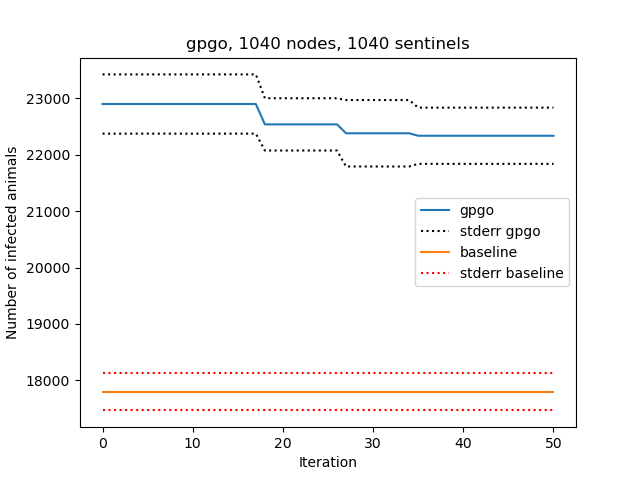 gpgo, 1040 nodes, 1040 sentinels
Number of infected animals
23000
22000
21000
20000
19000
18000
gpgo
stderr gpgo
baseline
stderr baseline
0 10 20 30 40 50
Iteration